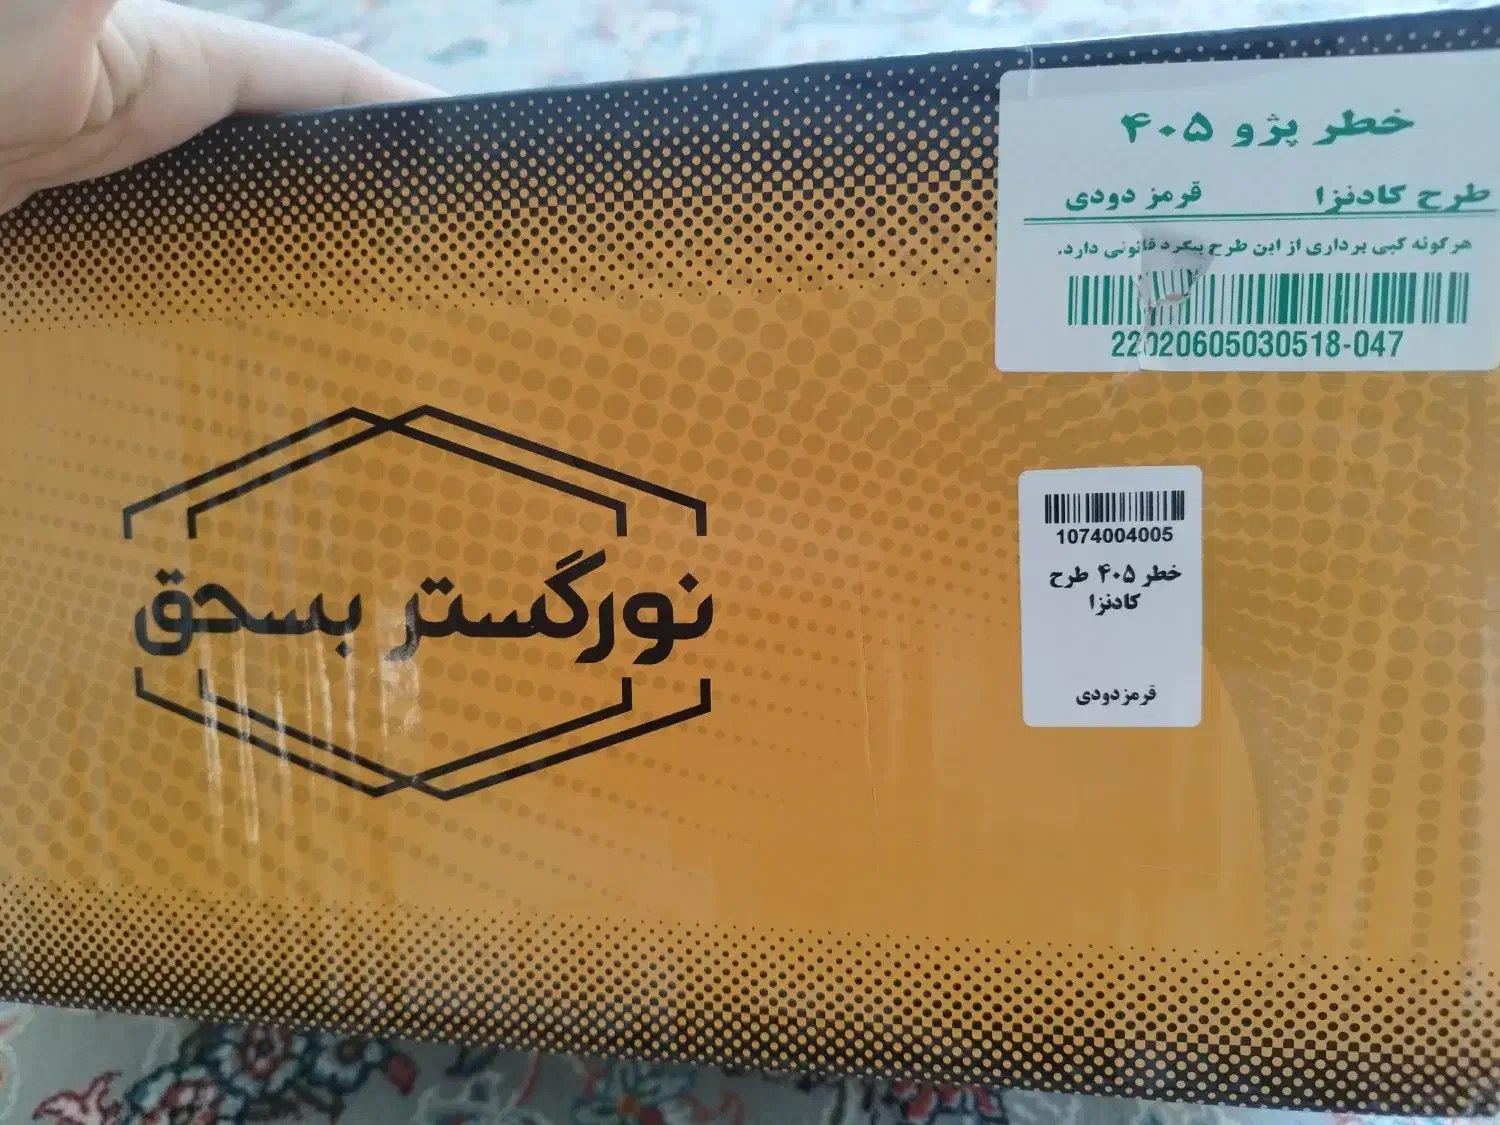 خطر پژو ۴۰۵
طرح کادنزا قرمز دودی
هرگونه کپی برداری از این طرح پیگرد قانونی دارد.
22020605030518-047
نورگستر بسحق
1074004005
خطر ۴۰۵ طرح
کادنزا
قرمزدودی